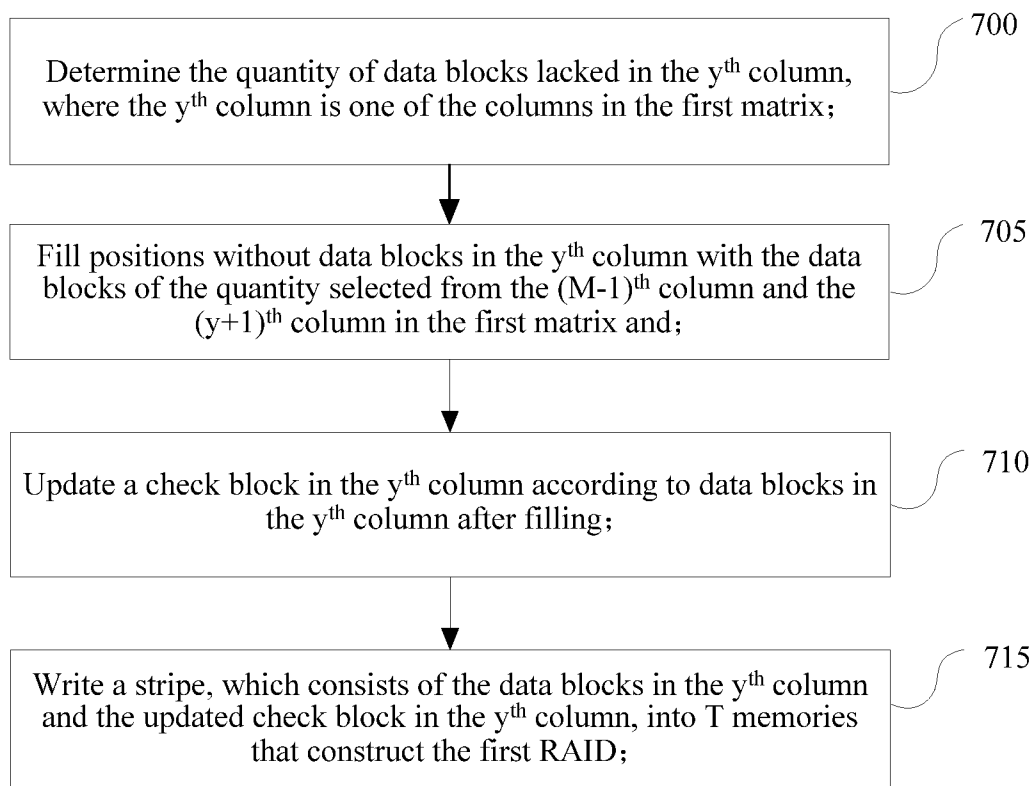 700
Determine the quantity of data blocks lacked in the yth column,
where the yth column is one of the columns in the first matrix;
705
Fill positions without data blocks in the yth column with the data
blocks of the quantity selected from the (M-1)th column and the
(y+1)th column in the first matrix and;
710
Update a check block in the yth column according to data blocks in
the yth column after filling;
715
Write a stripe, which consists of the data blocks in the yth column
and the updated check block in the yth column, into T memories
that construct the first RAID;